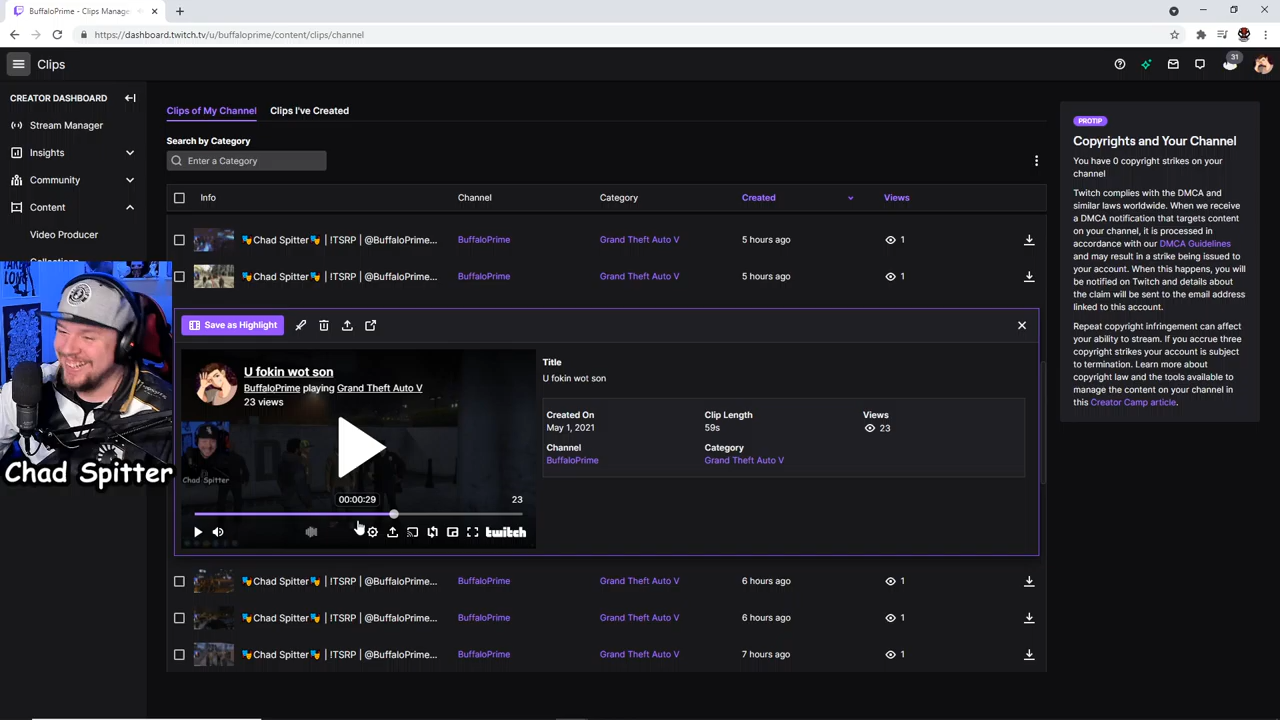 BuffaloPrime - Clips Manage
https://dashboard.twitch.tv/u/buffaloprime/content/clips/channel
Clips
31
CREATOR DASHBOARD
Stream Manager
Insights
Community
Content
Video Producer
Clips of My Channel
Clips I've Created
Search by Category
Enter a Category
Info Channel Category Created Views
🎭Chad Spitter🎭 | !TSRP | @BuffaloPrime... BuffaloPrime Grand Theft Auto V 5 hours ago 1
🎭Chad Spitter🎭 | !TSRP | @BuffaloPrime... BuffaloPrime Grand Theft Auto V 5 hours ago 1
Save as Highlight
U fokin wot son
BuffaloPrime playing Grand Theft Auto V
23 views
Chad Spitter
00:00:29
23
twitch
Title
U fokin wot son
Created On Clip Length Views
May 1, 2021 59s 23
Channel Category
BuffaloPrime Grand Theft Auto V
Chad Spitter
🎭Chad Spitter🎭 | !TSRP | @BuffaloPrime... BuffaloPrime Grand Theft Auto V 6 hours ago 1
🎭Chad Spitter🎭 | !TSRP | @BuffaloPrime... BuffaloPrime Grand Theft Auto V 6 hours ago 1
🎭Chad Spitter🎭 | !TSRP | @BuffaloPrime... BuffaloPrime Grand Theft Auto V 7 hours ago 1
PROTIP
Copyrights and Your Channel
You have 0 copyright strikes on your
channel
Twitch complies with the DMCA and
similar laws worldwide. When we receive
a DMCA notification that targets content
on your channel, it is processed in
accordance with our DMCA Guidelines
and may result in a strike being issued to
your account. When this happens, you will
be notified on Twitch and details about
the claim will be sent to the email address
linked to this account.
Repeat copyright infringement can affect
your ability to stream. If you accrue three
copyright strikes your account is subject
to termination. Learn more about
copyright law and the tools available to
manage the content on your channel in
this Creator Camp article.